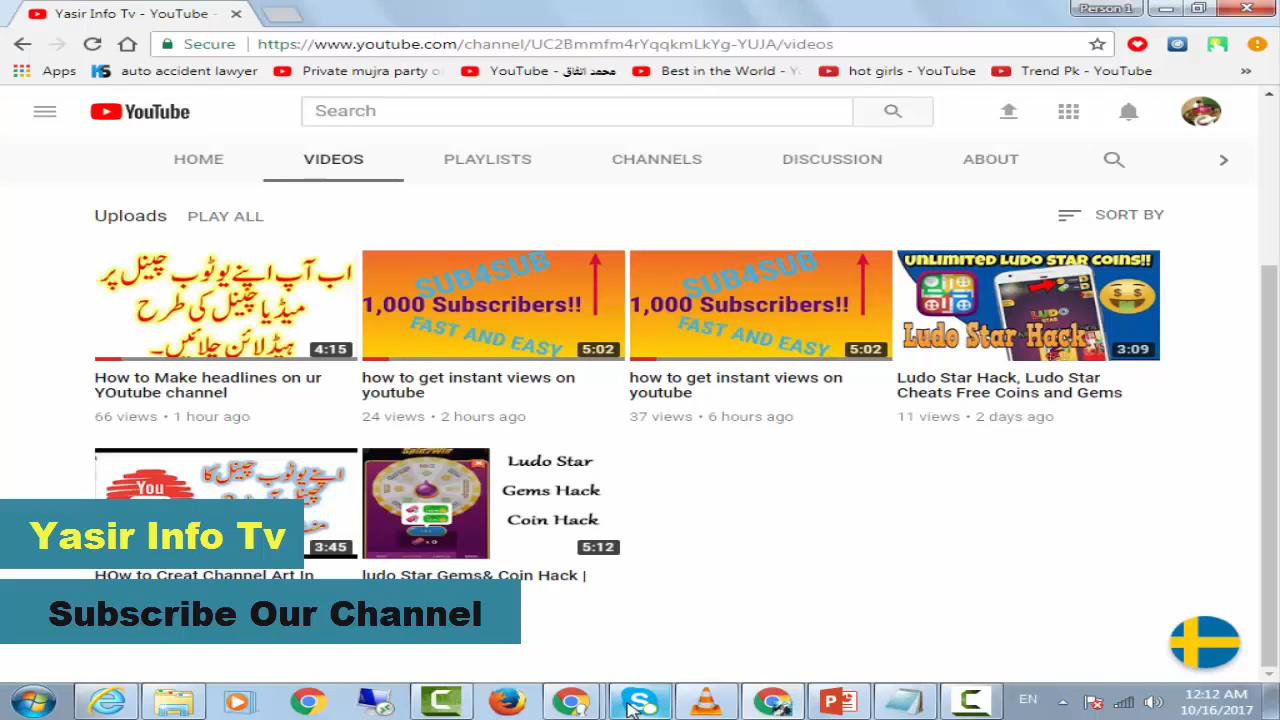 Yasir Info Tv - YouTube -
Person 1
Secure
https://www.youtube.com/channel/UC2Bmmfm4rYqqkmLkYg-YUJA/videos
Apps
auto accident lawyer
Private mujra party o
YouTube - محمد اتفاق
Best in the World - Y
hot girls - YouTube
Trend Pk - YouTube
»
YouTube
Search
HOME
VIDEOS
PLAYLISTS
CHANNELS
DISCUSSION
ABOUT
Uploads
PLAY ALL
SORT BY
اب آپ اپنے یوٹوب چینل پر
میڈیا چینل کی طرح
ہیڈلائن چلائیں۔
4:15
SUB4SUB
1,000 Subscribers!!
FAST AND EASY
5:02
SUB4SUB
1,000 Subscribers!!
FAST AND EASY
5:02
UNLIMITED LUDO STAR COINS!!
LUDO
STAR
Ludo Star Hack
3:09
How to Make headlines on ur
YOutube channel
66 views • 1 hour ago
how to get instant views on
youtube
24 views • 2 hours ago
how to get instant views on
youtube
37 views • 6 hours ago
Ludo Star Hack, Ludo Star
Cheats Free Coins and Gems
11 views • 2 days ago
You
اپنے یوٹوب چینل کا
3:45
Ludo Star
Gems Hack
Coin Hack
5:12
HOw to Creat Channel Art In
ludo Star Gems& Coin Hack |
Yasir Info Tv
Subscribe Our Channel
EN
12:12 AM
10/16/2017